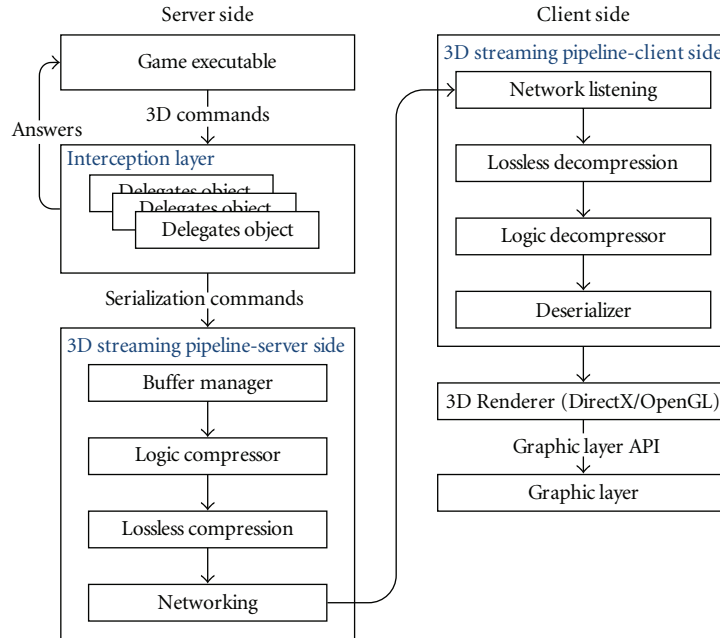 Server side
Game executable
3D commands
Answers
Interception layer
Delegates object
Delegates object
Delegates object
Serialization commands
3D streaming pipeline-server side
Buffer manager
Logic compressor
Lossless compression
Networking
Client side
3D streaming pipeline-client side
Network listening
Lossless decompression
Logic decompressor
Deserializer
3D Renderer (DirectX/OpenGL)
Graphic layer API
Graphic layer